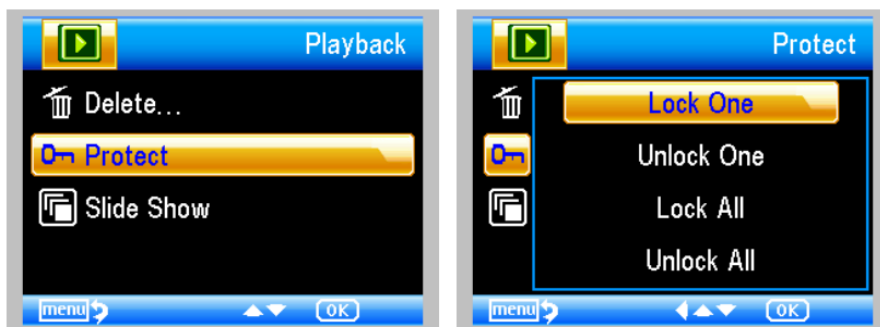 Playback
Delete...
Protect
Slide Show
menu
OK
Protect
Lock One
Unlock One
Lock All
Unlock All
menu
OK